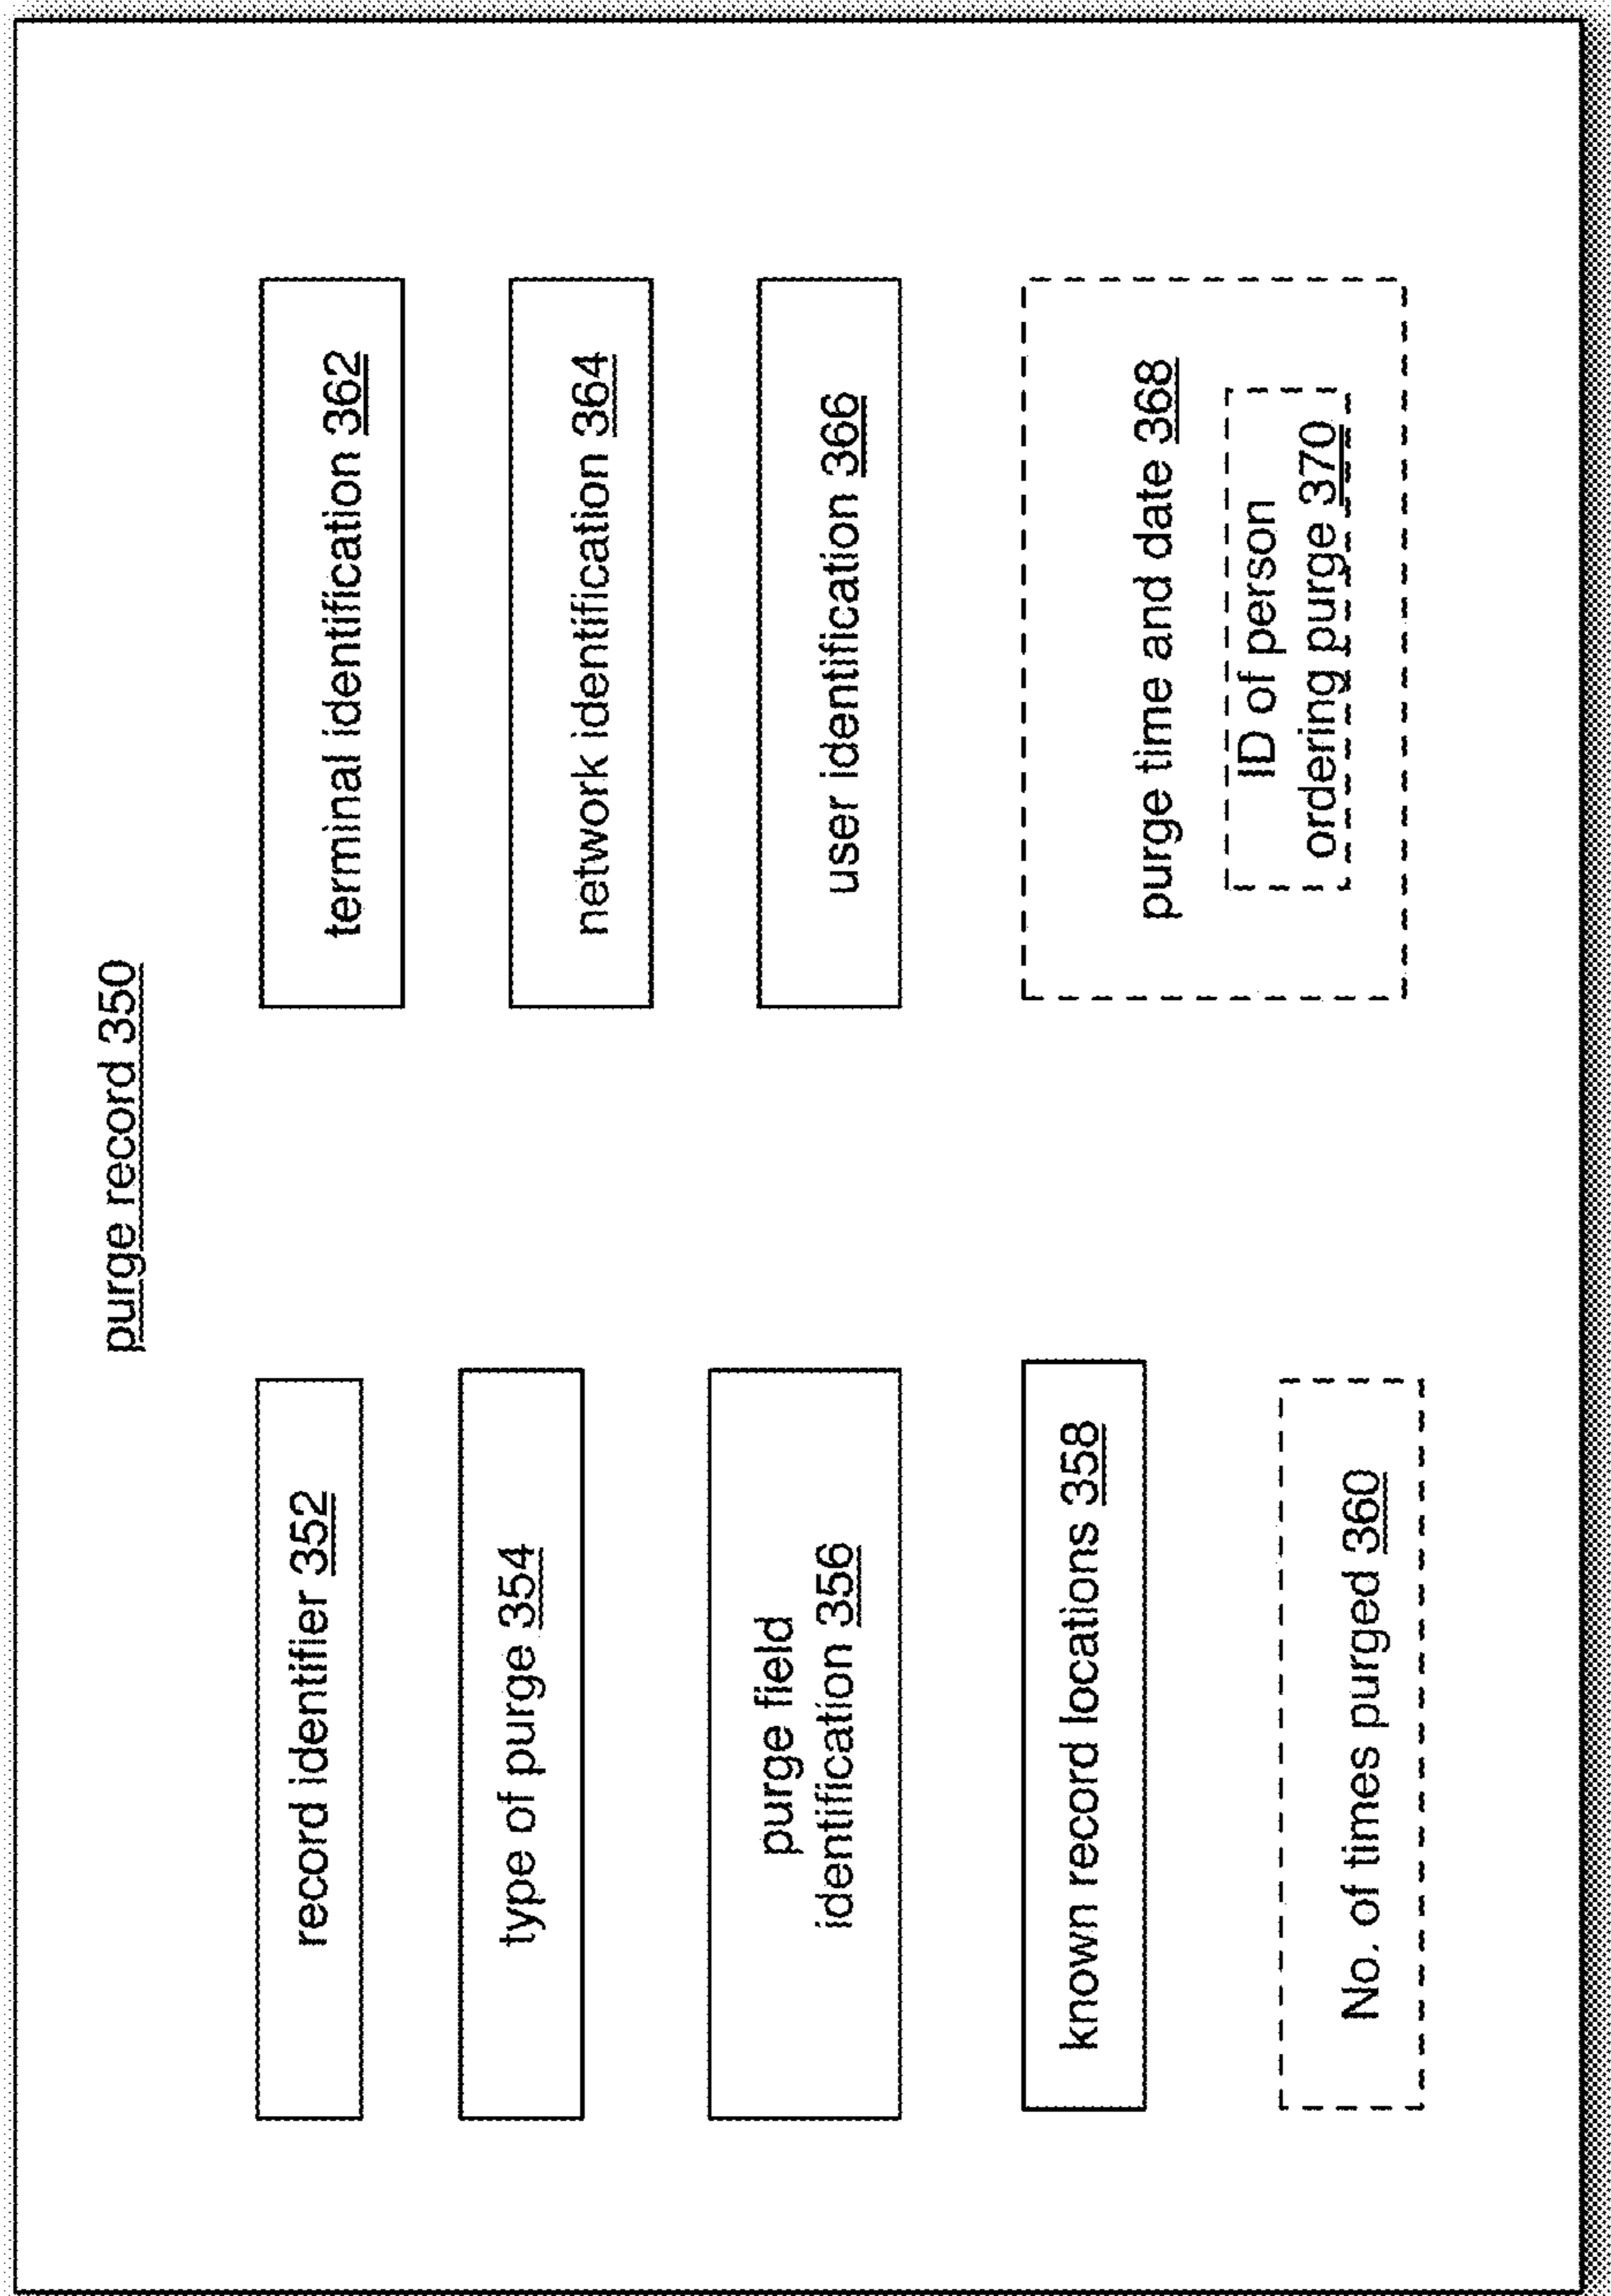 purge record 350
record identifier 352
type of purge 354
purge field
identification 356
known record locations 358
No. of times purged 360
terminal identification 362
network identification 364
user identification 366
purge time and date 368
ID of person
ordering purge 370